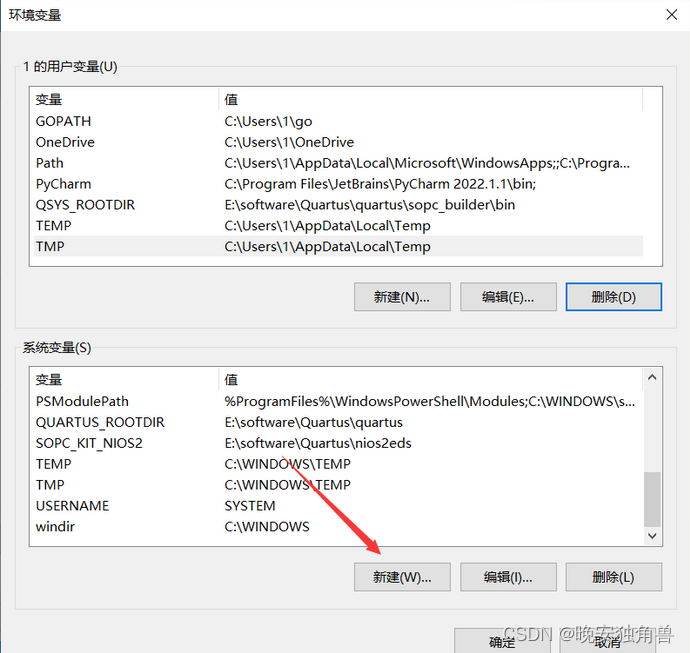 环境变量
1 的用户变量(U)
变量 值
GOPATH C:\Users\1\go
OneDrive C:\Users\1\OneDrive
Path C:\Users\1\AppData\Local\Microsoft\WindowsApps;;C:\Progra...
PyCharm C:\Program Files\JetBrains\PyCharm 2022.1.1\bin;
QSYS_ROOTDIR E:\software\Quartus\quartus\sopc_builder\bin
TEMP C:\Users\1\AppData\Local\Temp
TMP C:\Users\1\AppData\Local\Temp
新建(N)... 编辑(E)... 删除(D)
系统变量(S)
变量 值
PSModulePath %ProgramFiles%\WindowsPowerShell\Modules;C:\WINDOWS\s...
QUARTUS_ROOTDIR E:\software\Quartus\quartus
SOPC_KIT_NIOS2 E:\software\Quartus\nios2eds
TEMP C:\WINDOWS\TEMP
TMP C:\WINDOWS\TEMP
USERNAME SYSTEM
windir C:\WINDOWS
新建(W)... 编辑(I)... 删除(L)
确定 取消
CSDN @晚安独角兽